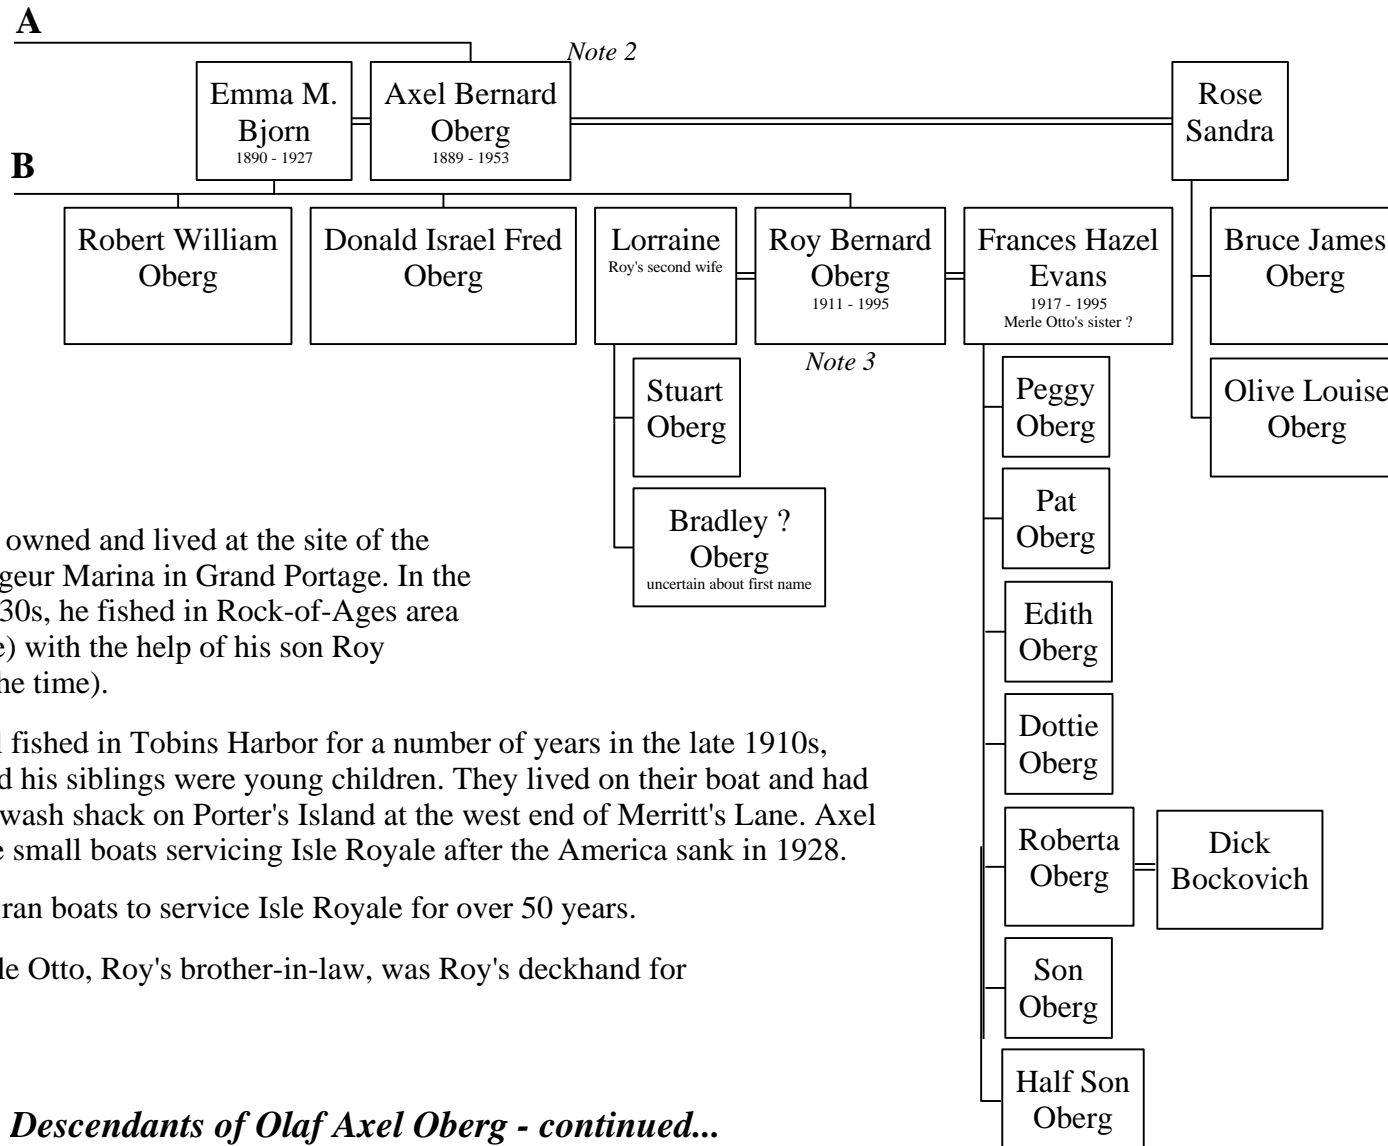 A
Note 2
Emma M.
Bjorn
1890 - 1927
Axel Bernard
Oberg
1889 - 1953
Rose
Sandra
B
Robert William
Oberg
Donald Israel Fred
Oberg
Lorraine
Roy's second wife
Roy Bernard
Oberg
1911 - 1995
Frances Hazel
Evans
1917 - 1995
Merle Otto's sister ?
Bruce James
Oberg
Note 3
Stuart
Oberg
Peggy
Oberg
Olive Louise
Oberg
Pat
Oberg
Bradley ?
Oberg
uncertain about first name
Edith
Oberg
Dottie
Oberg
Roberta
Oberg
Dick
Bockovich
Son
Oberg
Half Son
Oberg
owned and lived at the site of the
geur Marina in Grand Portage. In the
30s, he fished in Rock-of-Ages area
e) with the help of his son Roy
he time).
l fished in Tobins Harbor for a number of years in the late 1910s,
d his siblings were young children. They lived on their boat and had
wash shack on Porter's Island at the west end of Merritt's Lane. Axel
e small boats servicing Isle Royale after the America sank in 1928.
ran boats to service Isle Royale for over 50 years.
le Otto, Roy's brother-in-law, was Roy's deckhand for
Descendants of Olaf Axel Oberg - continued...